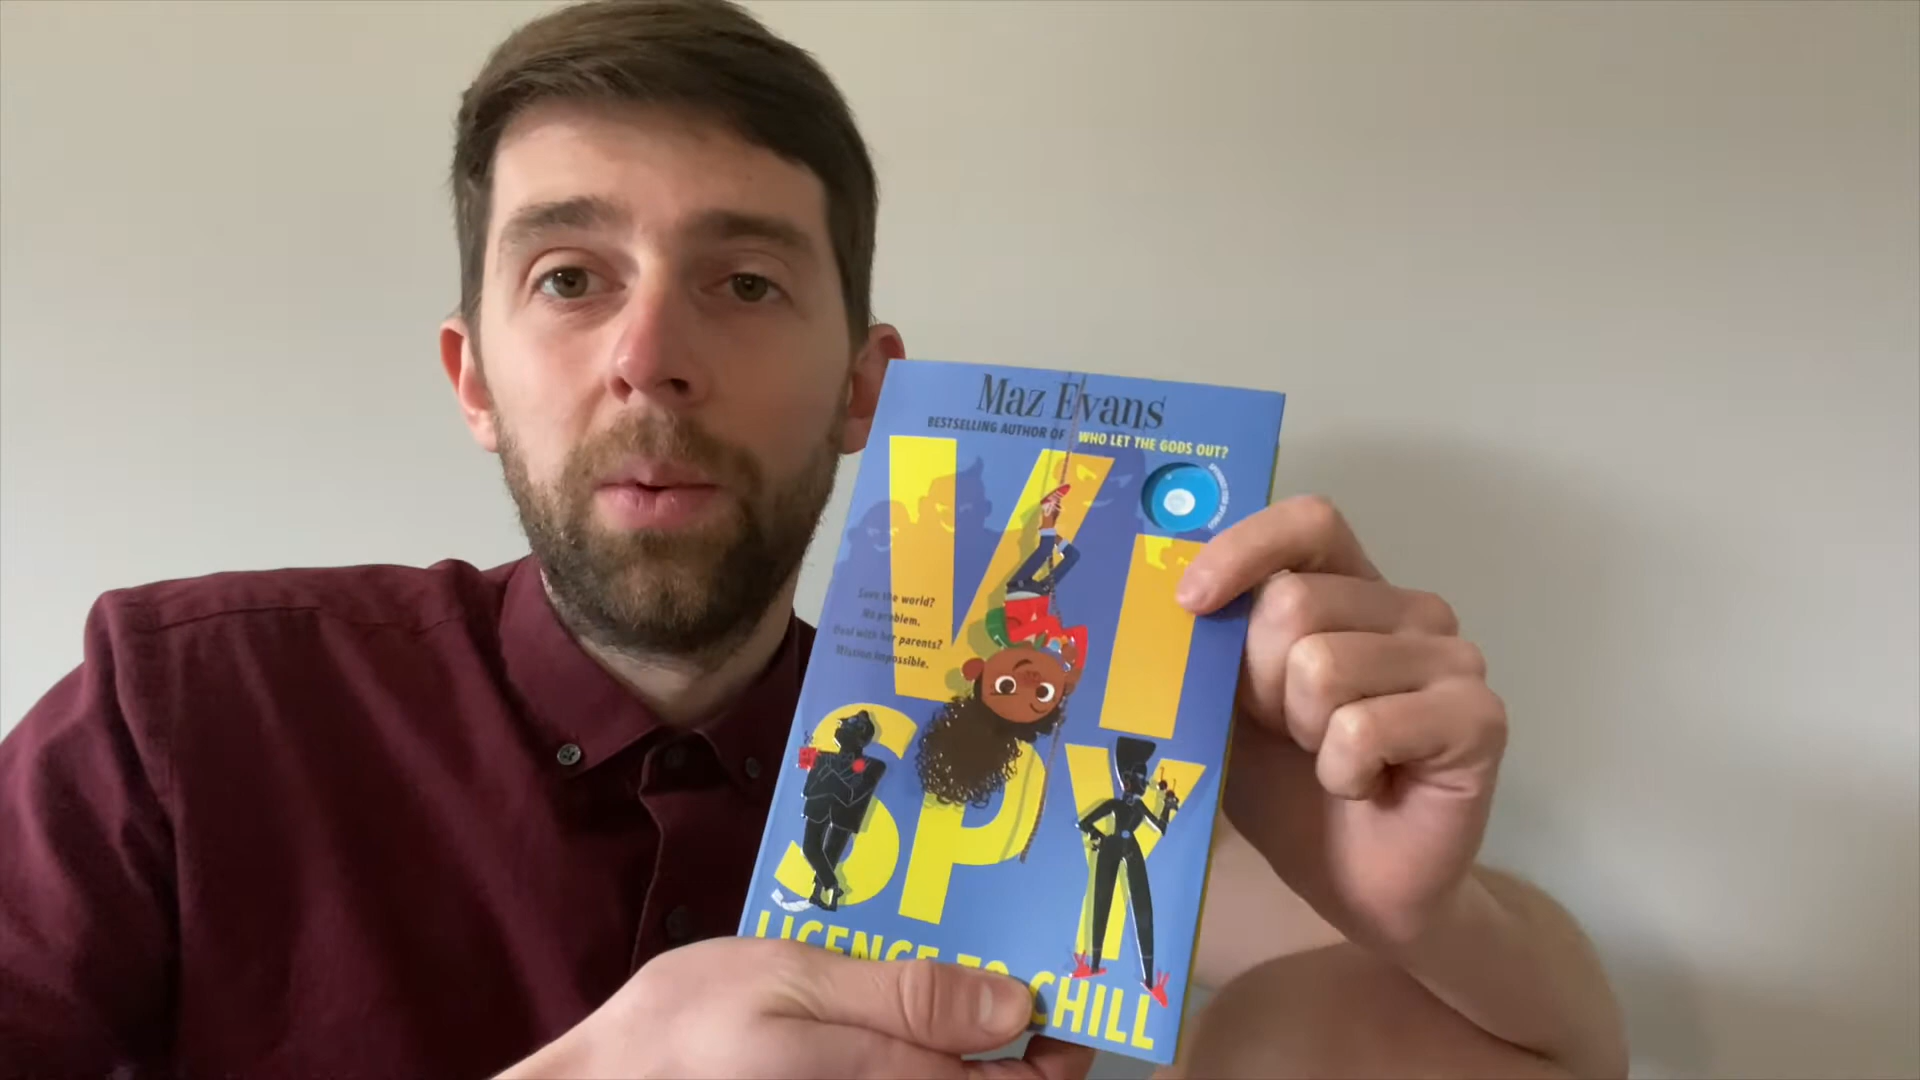 Maz Evans
BESTSELLING AUTHOR OF WHO LET THE GODS OUT?
Vi
Save the world?
No problem.
Deal with her parents?
Mission impossible.
SPY
LICENCE TO CHILL